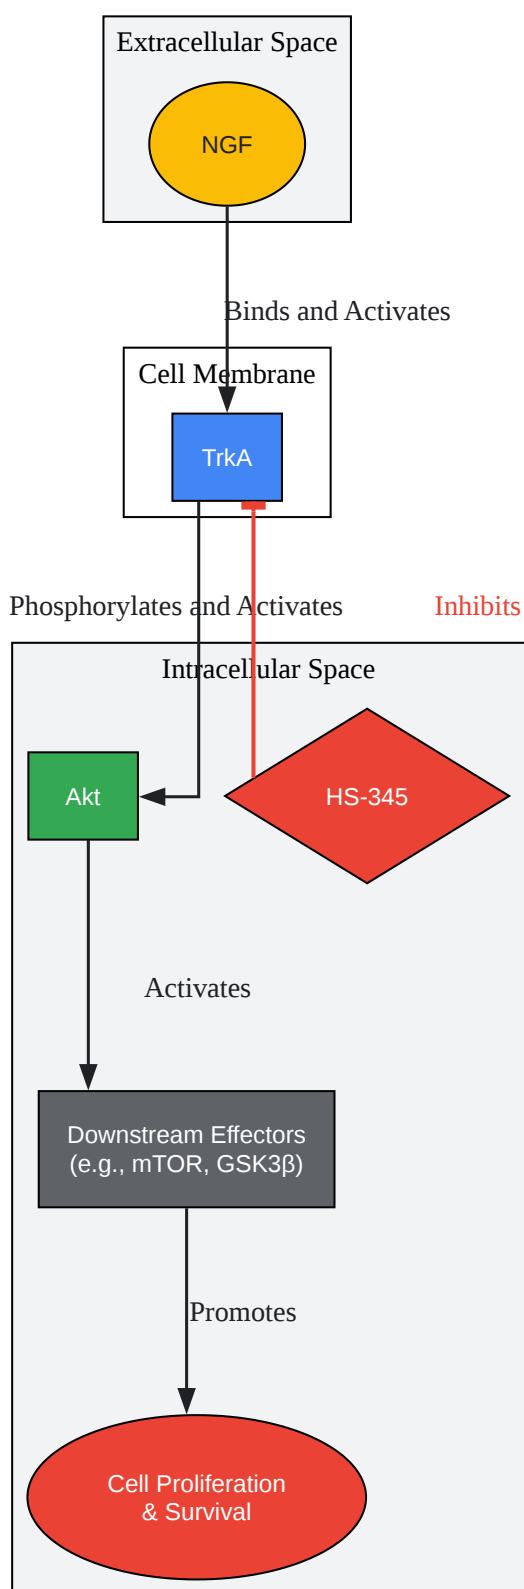 Extracellular Space
NGF
Binds and Activates
Cell Membrane
TrkA
Phosphorylates and Activates
Inhibits
Intracellular Space
Akt
HS-345
Activates
Downstream Effectors
(e.g., mTOR, GSK3β)
Promotes
Cell Proliferation
& Survival